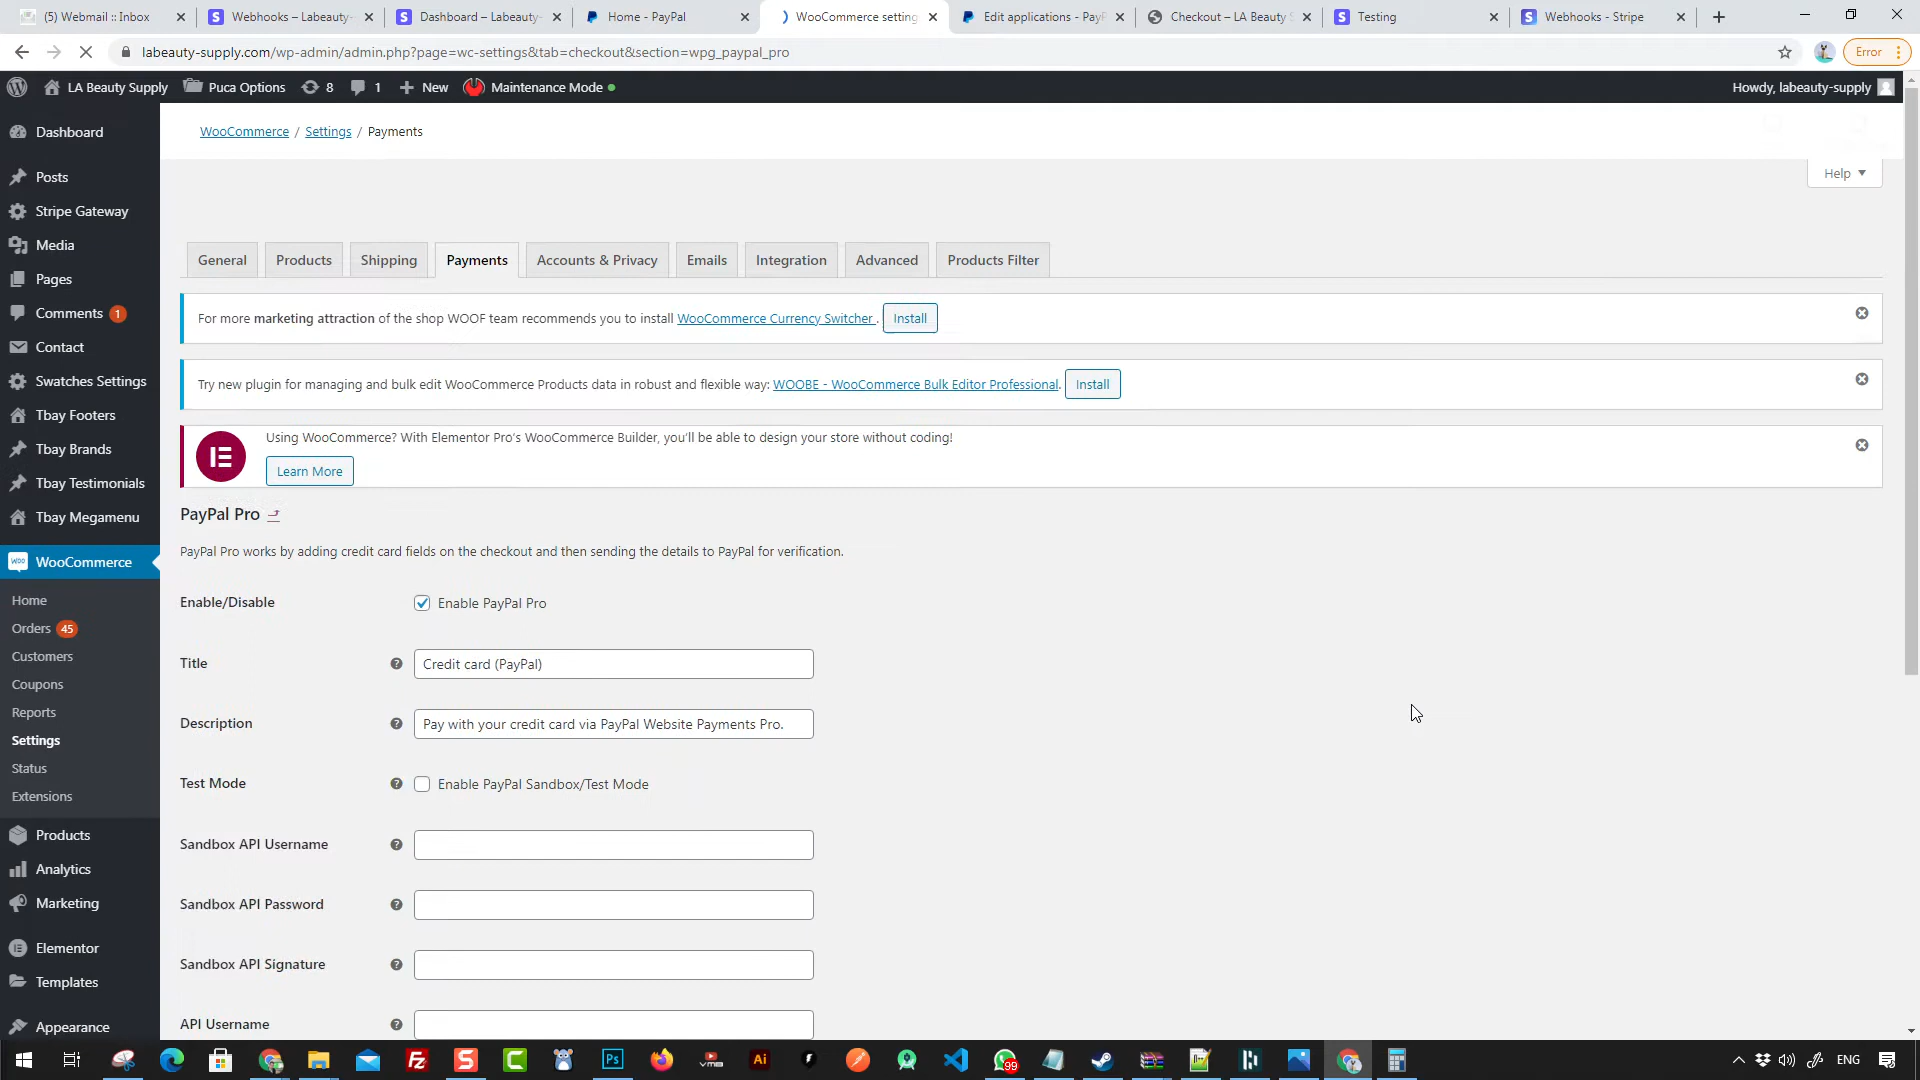 (5) Webmail :: Inbox
Webhooks – Labeauty-
Dashboard – Labeauty-
Home - PayPal
WooCommerce setting
Edit applications - PayP
Checkout – LA Beauty S
Testing
Webhooks - Stripe
labeauty-supply.com/wp-admin/admin.php?page=wc-settings&tab=checkout&section=wpg_paypal_pro
Error
LA Beauty Supply
Puca Options
8
1
New
Maintenance Mode
Howdy, labeauty-supply
WooCommerce / Settings / Payments
Help
Dashboard
Posts
Stripe Gateway
Media
Pages
Comments 1
Contact
Swatches Settings
Tbay Footers
Tbay Brands
Tbay Testimonials
Tbay Megamenu
WooCommerce
Home
Orders 45
Customers
Coupons
Reports
Settings
Status
Extensions
Products
Analytics
Marketing
Elementor
Templates
Appearance
General
Products
Shipping
Payments
Accounts & Privacy
Emails
Integration
Advanced
Products Filter
For more marketing attraction of the shop WOOF team recommends you to install WooCommerce Currency Switcher . Install
Try new plugin for managing and bulk edit WooCommerce Products data in robust and flexible way: WOOBE - WooCommerce Bulk Editor Professional. Install
Using WooCommerce? With Elementor Pro's WooCommerce Builder, you'll be able to design your store without coding!
Learn More
PayPal Pro
PayPal Pro works by adding credit card fields on the checkout and then sending the details to PayPal for verification.
Enable/Disable
Enable PayPal Pro
Title
Credit card (PayPal)
Description
Pay with your credit card via PayPal Website Payments Pro.
Test Mode
Enable PayPal Sandbox/Test Mode
Sandbox API Username
Sandbox API Password
Sandbox API Signature
API Username
Ps
Ai
99
ENG